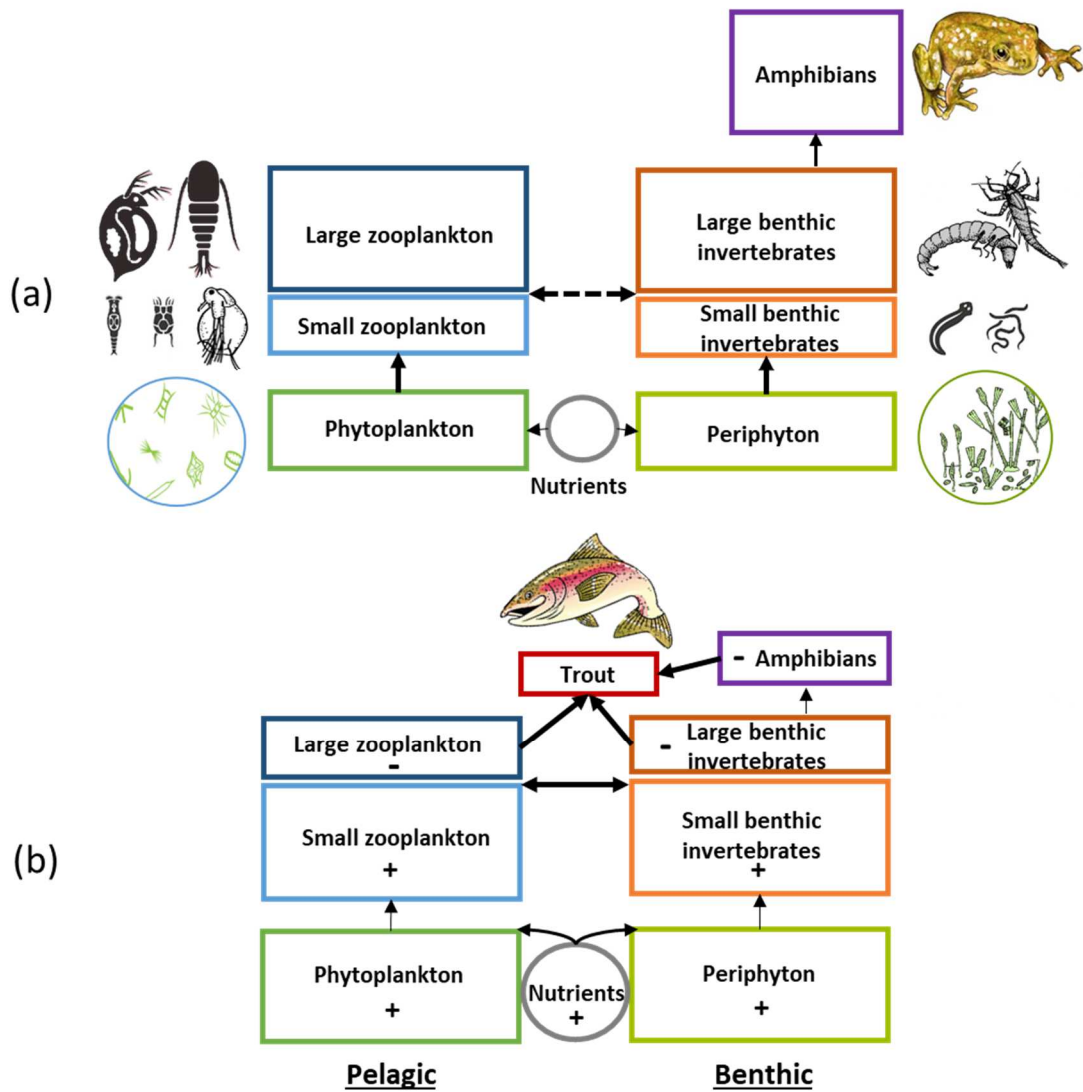 (a)
Amphibians
Large zooplankton
Large benthic
invertebrates
Small zooplankton
Small benthic
invertebrates
Phytoplankton
Periphyton
Nutrients
(b)
Trout
- Amphibians
Large zooplankton
-
- Large benthic
invertebrates
Small zooplankton
+
Small benthic
invertebrates
+
Phytoplankton
+
Nutrients
+
Periphyton
+
Pelagic
Benthic